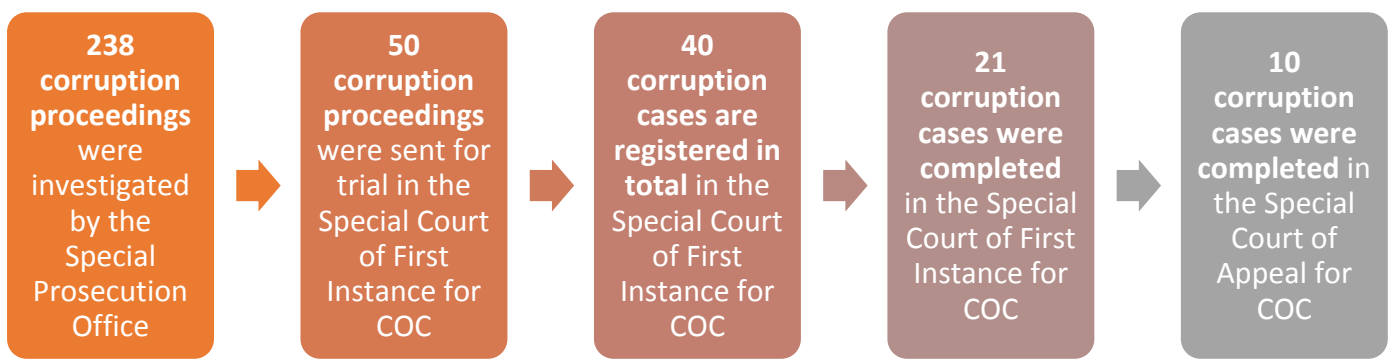 238
corruption
proceedings
were
investigated
by the
Special
Prosecution
Office
50
corruption
proceedings
were sent for
trial in the
Special Court
of First
Instance for
COC
40
corruption
cases are
registered in
total in the
Special Court
of First
Instance for
COC
21
corruption
cases were
completed
in the Special
Court of First
Instance for
COC
10
corruption
cases were
completed in
the Special
Court of
Appeal for
COC